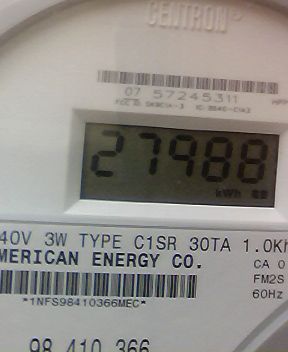 CENTRON®
07 57245311
27988
kWh
40V 3W TYPE C1SR 30TA 1.0Kh
MERICAN ENERGY CO.
CA 0
FM2S
60Hz
*1NFS98410366MEC*
98 410 366